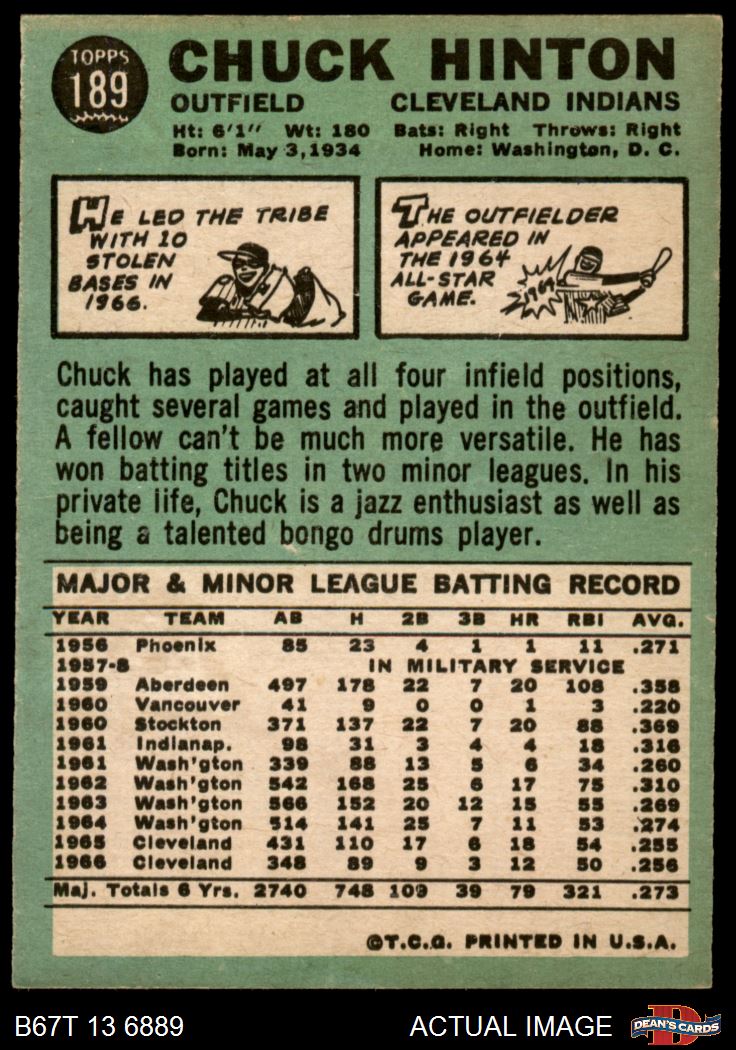 TOPPS
189
CHUCK HINTON
OUTFIELD CLEVELAND INDIANS
Ht: 6'1" Wt: 180 Bats: Right Throws: Right
Born: May 3, 1934 Home: Washington, D. C.
HE LED THE TRIBE
WITH 10
STOLEN
BASES IN
1966.
THE OUTFIELDER
APPEARED IN
THE 1964
ALL-STAR
GAME.
1964
Chuck has played at all four infield positions,
caught several games and played in the outfield.
A fellow can't be much more versatile. He has
won batting titles in two minor leagues. In his
private life, Chuck is a jazz enthusiast as well as
being a talented bongo drums player.
MAJOR & MINOR LEAGUE BATTING RECORD
YEAR TEAM AB H 2B 3B HR RBI AVG.
1956 Phoenix 85 23 4 1 1 11 .271
1957-8 IN MILITARY SERVICE
1959 Aberdeen 497 178 22 7 20 108 .358
1960 Vancouver 41 9 0 0 1 3 .220
1960 Stockton 371 137 22 7 20 88 .369
1961 Indianap. 98 31 3 4 4 18 .316
1961 Wash'gton 339 88 13 5 6 34 .260
1962 Wash'gton 542 168 25 6 17 75 .310
1963 Wash'gton 566 152 20 12 15 55 .269
1964 Wash'gton 514 141 25 7 11 53 .274
1965 Cleveland 431 110 17 6 18 54 .255
1966 Cleveland 348 89 9 3 12 50 .256
Maj. Totals 6 Yrs. 2740 748 109 39 79 321 .273
©T.C.G. PRINTED IN U.S.A.
B67T 13 6889 ACTUAL IMAGE D DEAN'S CARDS